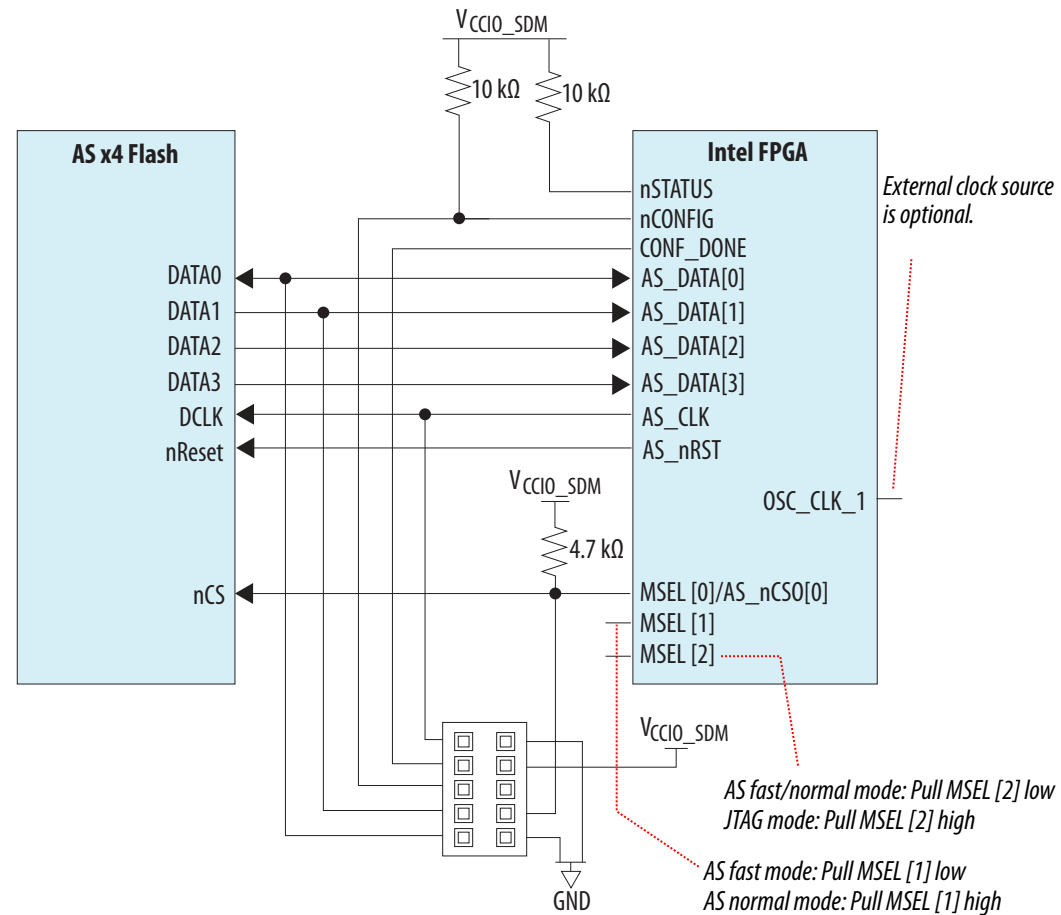 VCCIO_SDM
10 kΩ
10 kΩ
AS x4 Flash
Intel FPGA
External clock source
is optional.
nSTATUS
nCONFIG
CONF_DONE
DATA0
AS_DATA[0]
DATA1
AS_DATA[1]
DATA2
AS_DATA[2]
DATA3
AS_DATA[3]
DCLK
AS_CLK
nReset
AS_nRST
VCCIO_SDM
OSC_CLK_1
4.7 kΩ
nCS
MSEL [0]/AS_nCSO[0]
MSEL [1]
MSEL [2]
VCCIO_SDM
AS fast/normal mode: Pull MSEL [2] low
JTAG mode: Pull MSEL [2] high
AS fast mode: Pull MSEL [1] low
AS normal mode: Pull MSEL [1] high
GND